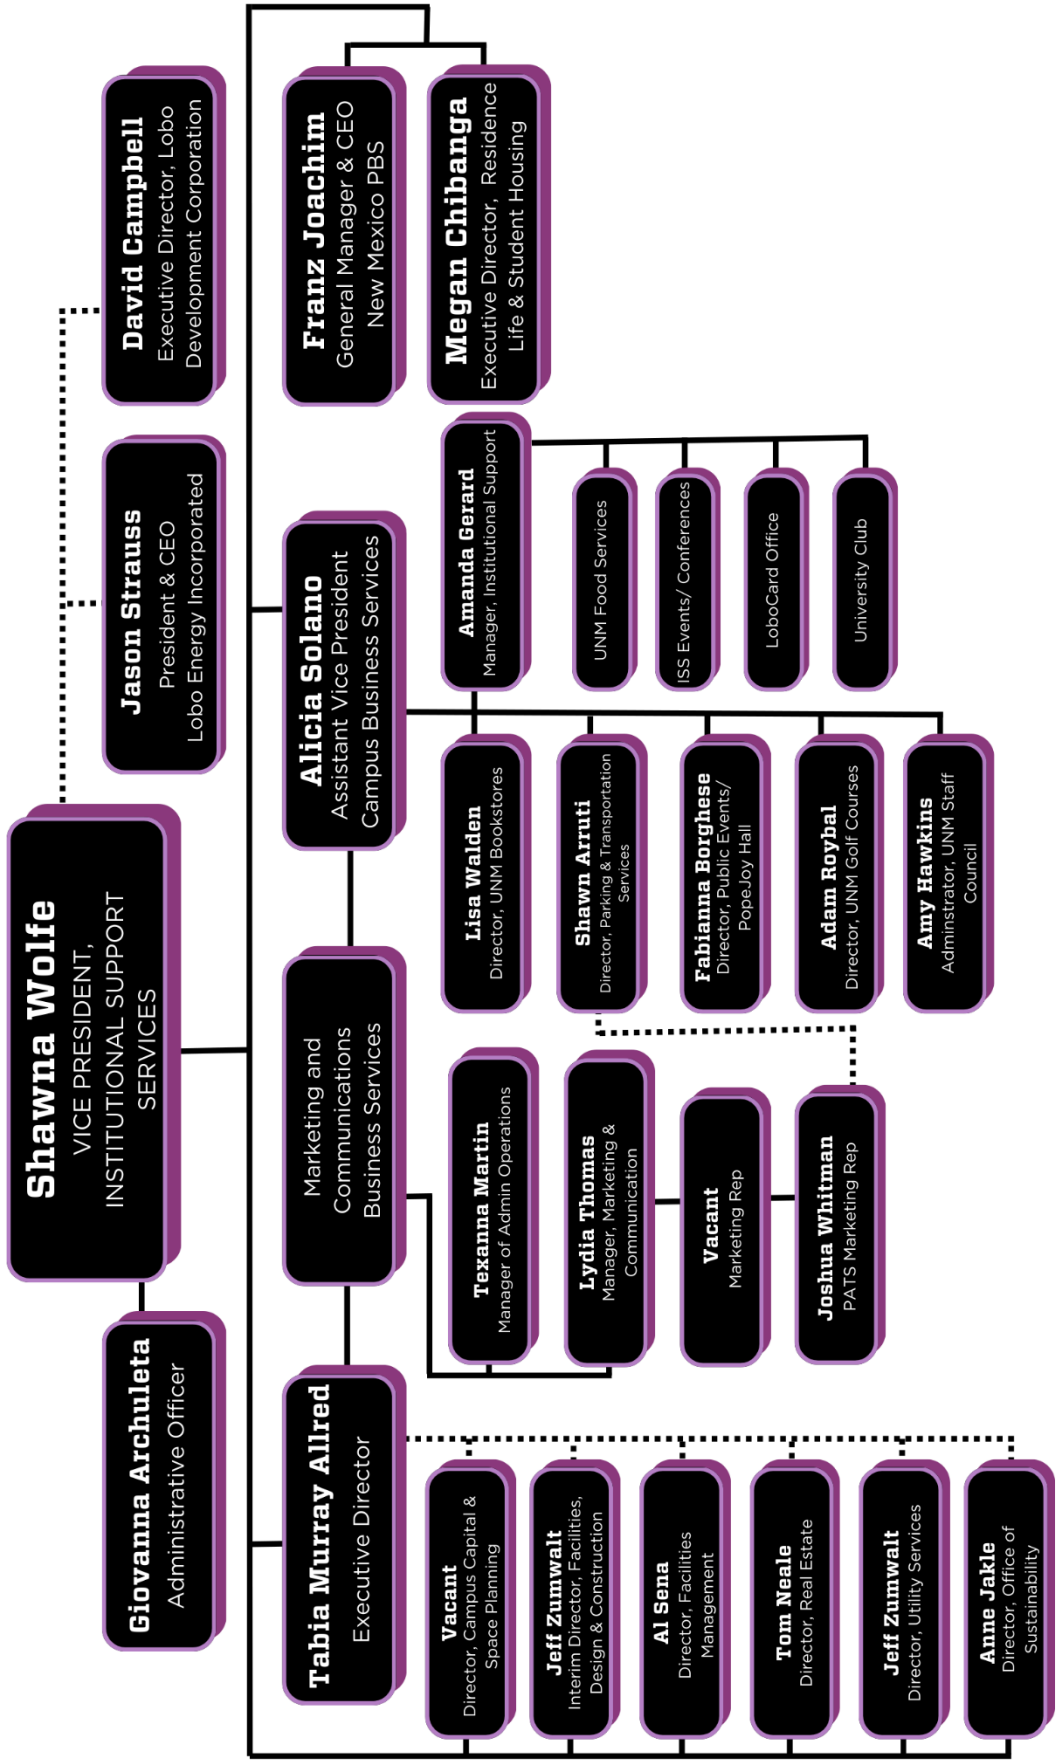 Shawna Wolfe
VICE PRESIDENT,
INSTITUTIONAL SUPPORT
SERVICES
Giovanna Archuleta
Administrative Officer
Jason Strauss
President & CEO
Lobo Energy Incorporated
David Campbell
Executive Director, Lobo
Development Corporation
Tabia Murray Allred
Executive Director
Marketing and
Communications
Business Services
Alicia Solano
Assistant Vice President
Campus Business Services
Franz Joachim
General Manager & CEO
New Mexico PBS
Megan Chibanga
Executive Director, Residence
Life & Student Housing
Vacant
Director, Campus Capital &
Space Planning
Jeff Zumwalt
Interim Director, Facilities,
Design & Construction
Al Sena
Director, Facilities
Management
Tom Neale
Director, Real Estate
Jeff Zumwalt
Director, Utility Services
Anne Jakle
Director, Office of
Sustainability
Texanna Martin
Manager of Admin Operations
Lydia Thomas
Manager, Marketing &
Communication
Vacant
Marketing Rep
Joshua Whitman
PATS Marketing Rep
Lisa Walden
Director, UNM Bookstores
Shawn Arruti
Director, Parking & Transportation
Services
Fabianna Borghese
Director, Public Events/
PopeJoy Hall
Adam Roybal
Director, UNM Golf Courses
Amy Hawkins
Adminstrator, UNM Staff
Council
Amanda Gerard
Manager, Institutional Support
UNM Food Services
ISS Events/ Conferences
LoboCard Office
University Club